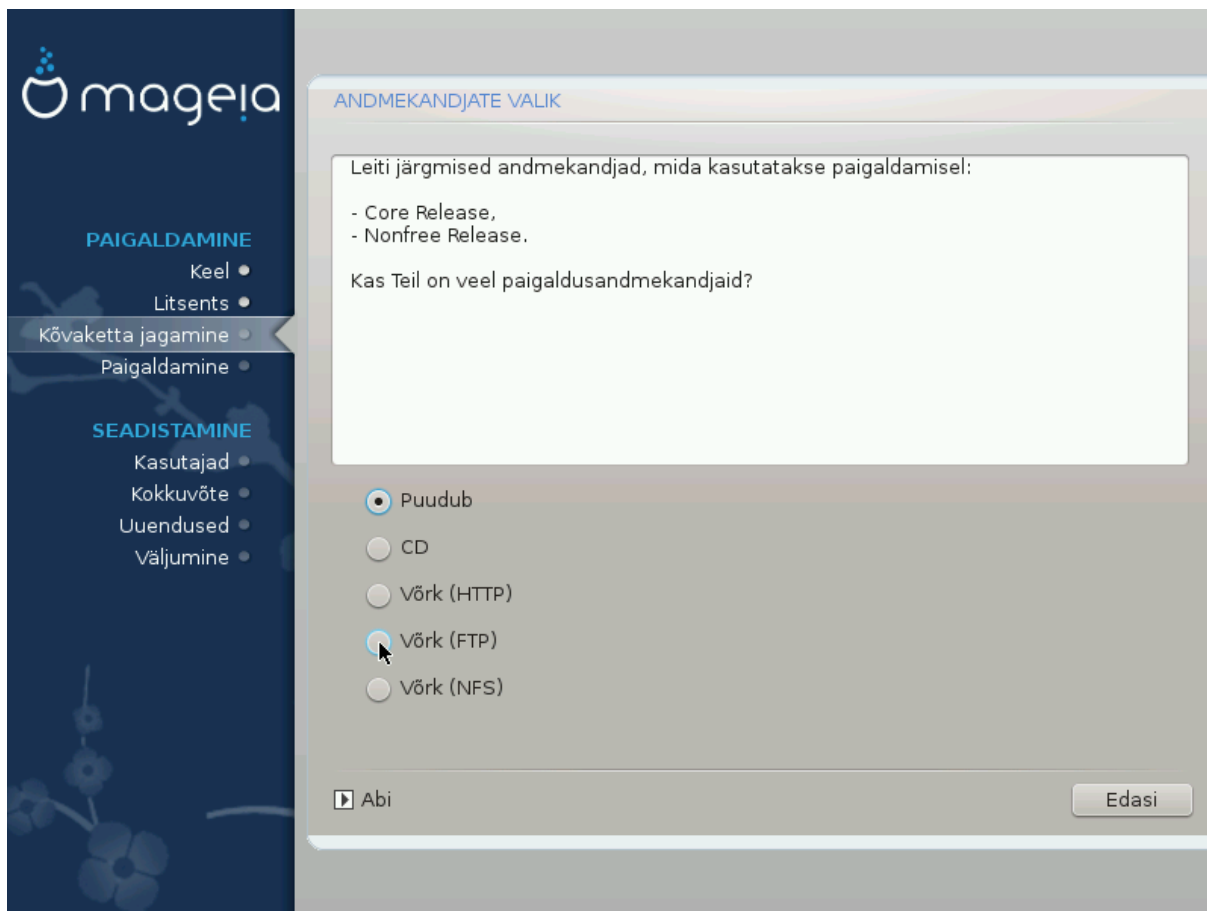 mageia
PAIGALDAMINE
Keel
Litsents
Kõvaketta jagamine
Paigaldamine
SEADISTAMINE
Kasutajad
Kokkuvõte
Uuendused
Väljumine
ANDMEKANDJATE VALIK
Leiti järgmised andmekandjad, mida kasutatakse paigaldamisel:
- Core Release,
- Nonfree Release.
Kas Teil on veel paigaldusandmekandjaid?
Puudub
CD
Võrk (HTTP)
Võrk (FTP)
Võrk (NFS)
Abi
Edasi